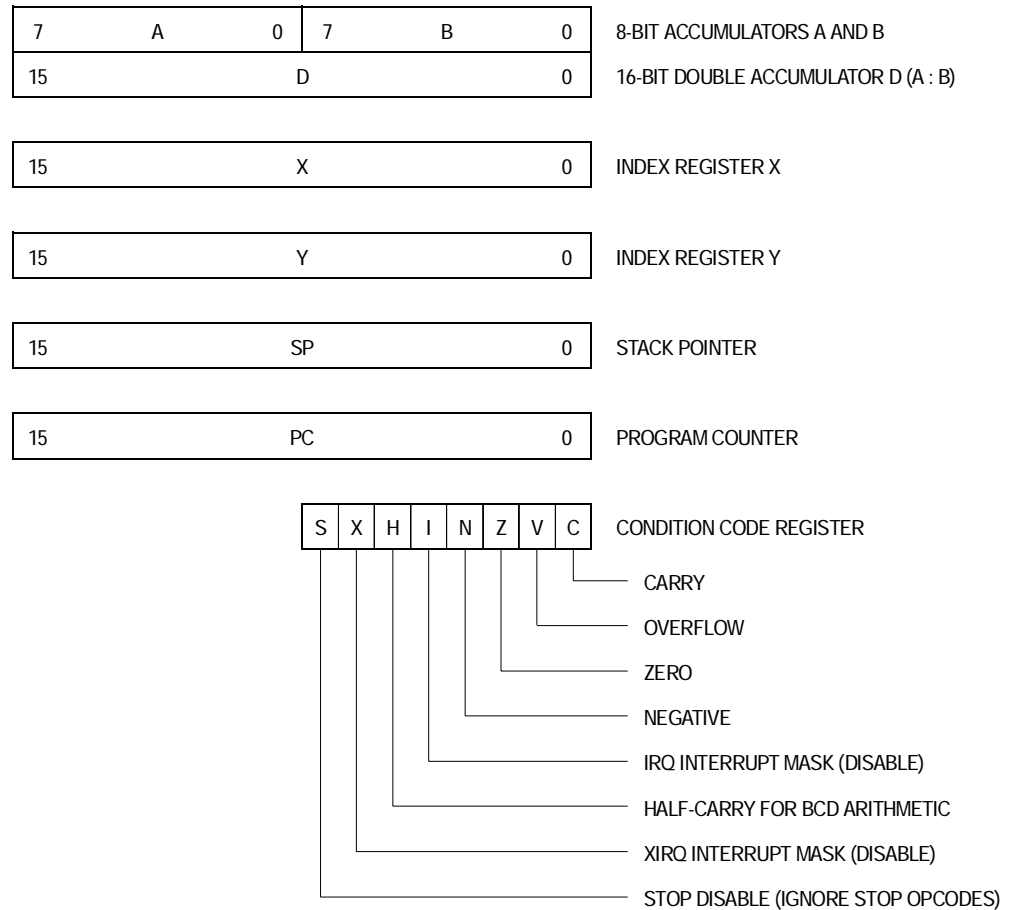 7 A 0 7 B 0 8-BIT ACCUMULATORS A AND B
15 D 0 16-BIT DOUBLE ACCUMULATOR D (A : B)
15 X 0 INDEX REGISTER X
15 Y 0 INDEX REGISTER Y
15 SP 0 STACK POINTER
15 PC 0 PROGRAM COUNTER
S X H I N Z V C CONDITION CODE REGISTER
CARRY
OVERFLOW
ZERO
NEGATIVE
IRQ INTERRUPT MASK (DISABLE)
HALF-CARRY FOR BCD ARITHMETIC
XIRQ INTERRUPT MASK (DISABLE)
STOP DISABLE (IGNORE STOP OPCODES)